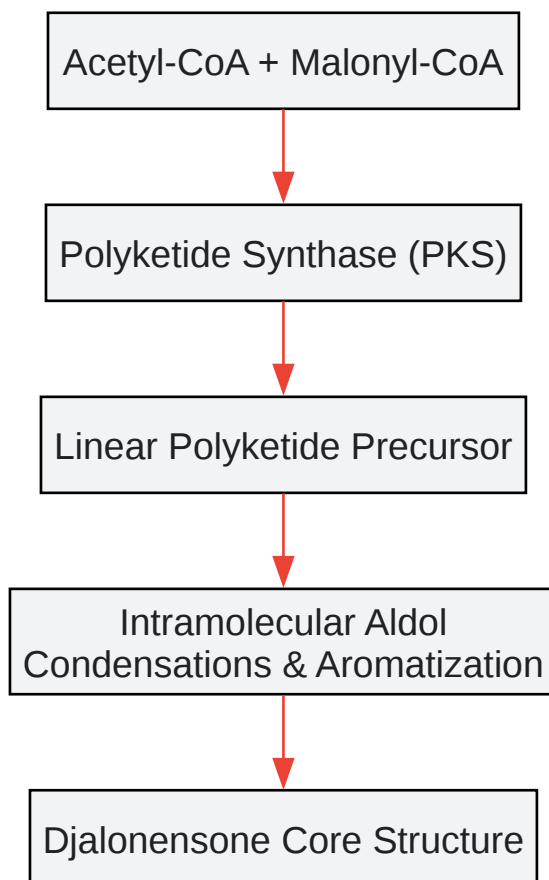 Acetyl-CoA + Malonyl-CoA
Polyketide Synthase (PKS)
Linear Polyketide Precursor
Intramolecular Aldol
Condensations & Aromatization
Djalonensone Core Structure